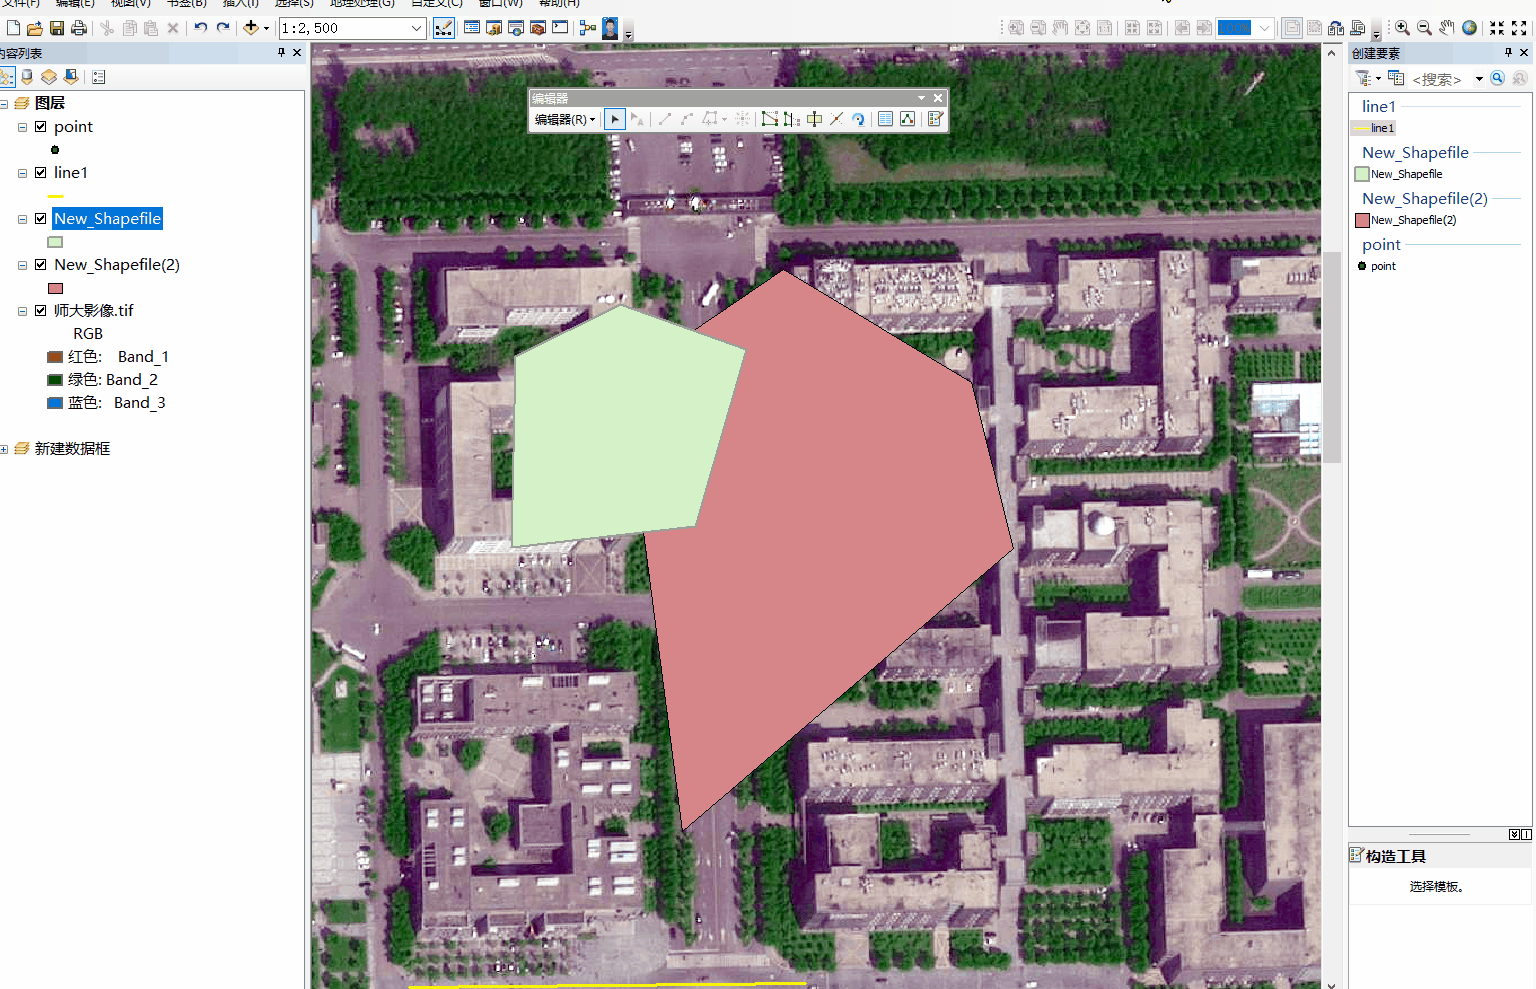 文件(F) 编辑(E) 视图(V) 书签(B) 插入(I) 选择(S) 地理处理(G) 自定义(C) 窗口(W) 帮助(H)
1:2,500
100%
内容列表
图层
point
line1
New_Shapefile
New_Shapefile(2)
师大影像.tif
RGB
红色: Band_1
绿色: Band_2
蓝色: Band_3
新建数据框
编辑器
编辑器(R)
创建要素
<搜索>
line1
line1
New_Shapefile
New_Shapefile
New_Shapefile(2)
New_Shapefile(2)
point
point
构造工具
选择模板。